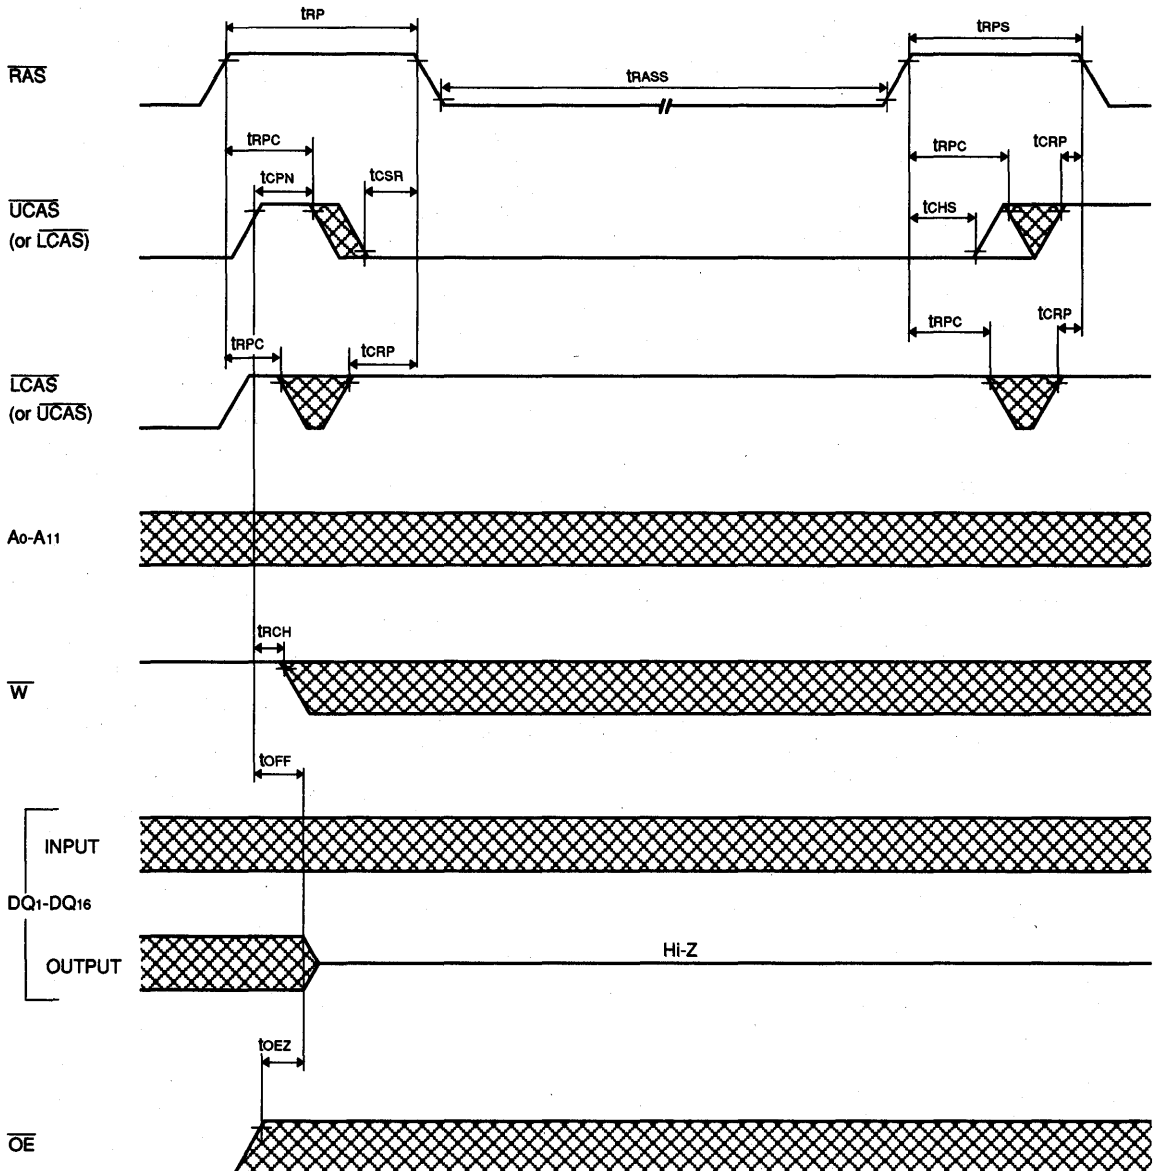 tRP
tRPS
RAS
tRASS
tRPC
tRPC
tCRP
tCPN
tCSR
UCAS
(or LCAS)
tCHS
tRPC
tCRP
tRPC
tCRP
LCAS
(or UCAS)
A0-A11
tRCH
W
tOFF
INPUT
DQ1-DQ16
OUTPUT
Hi-Z
tOEZ
OE